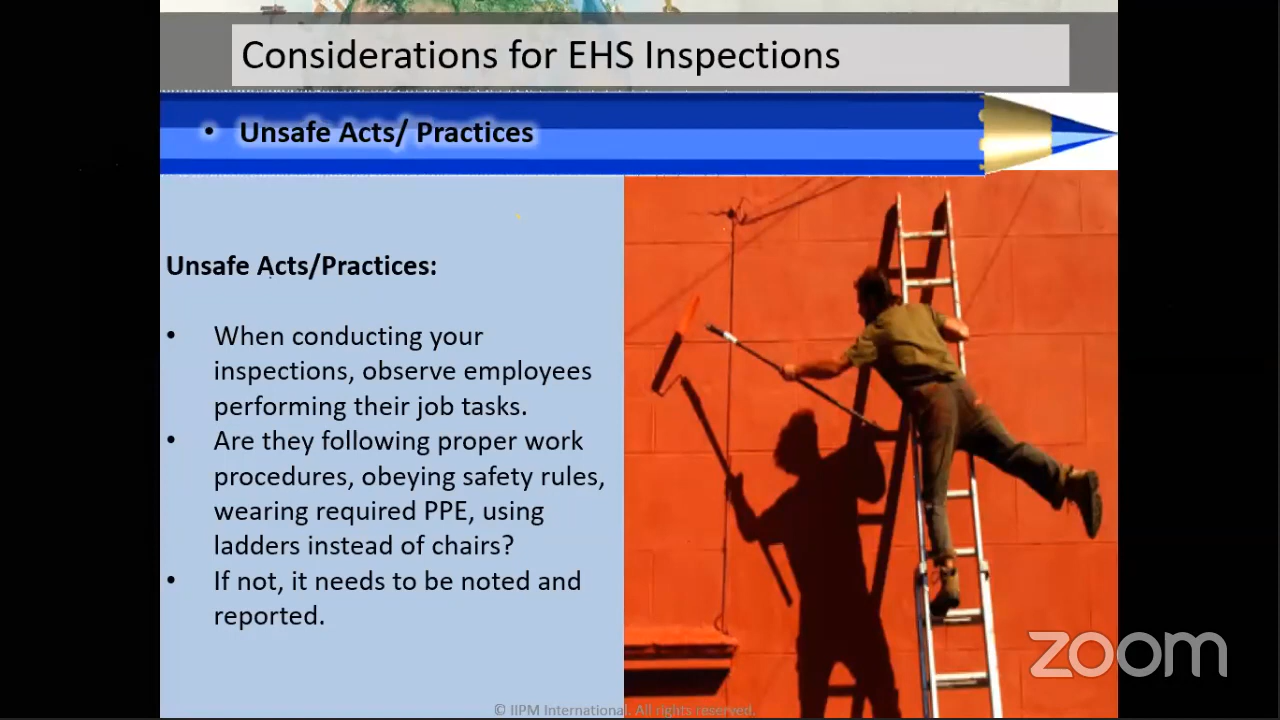 Considerations for EHS Inspections
• Unsafe Acts/ Practices
Unsafe Acts/Practices:
• When conducting your
inspections, observe employees
performing their job tasks.
• Are they following proper work
procedures, obeying safety rules,
wearing required PPE, using
ladders instead of chairs?
• If not, it needs to be noted and
reported.
zoom
© IIPM International. All rights reserved.